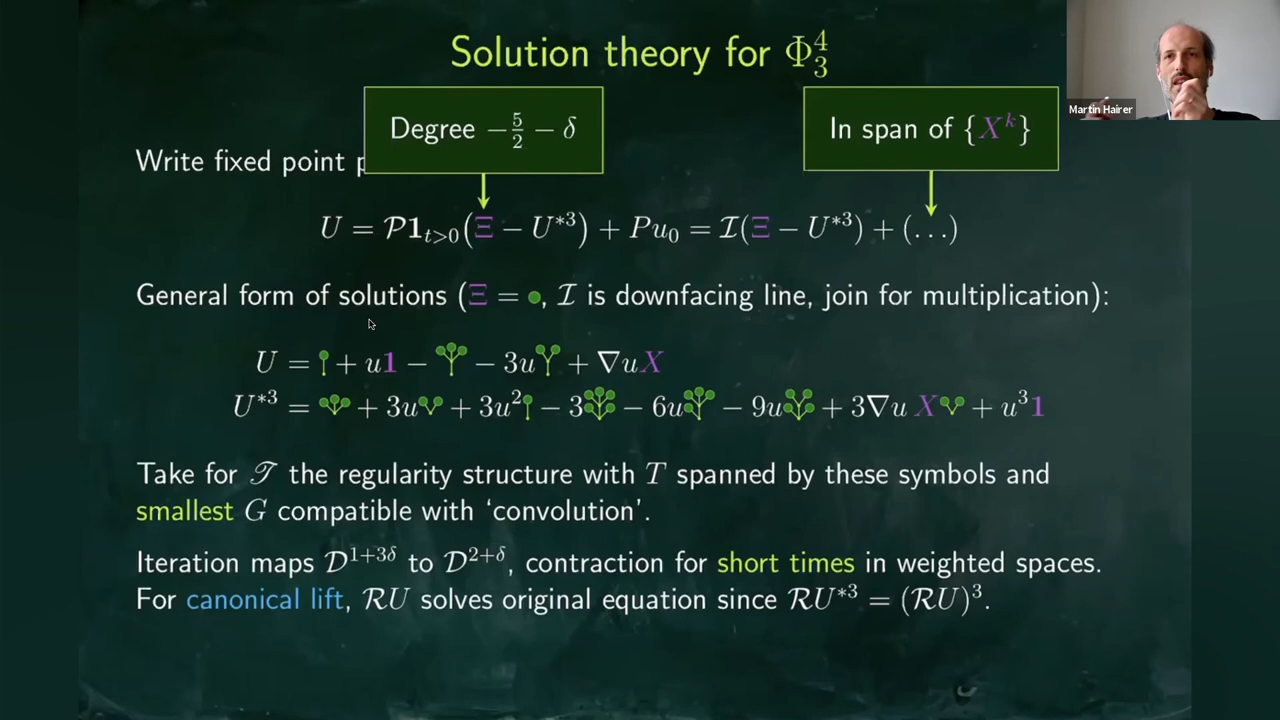 Solution theory for Φ⁴₃
Martin Hairer
Degree −5/2 − δ
In span of {Xᵏ}
Write fixed point p
U = 𝒫1_{t>0}(Ξ − U*³) + Pu₀ = ℐ(Ξ − U*³) + (...)
General form of solutions (Ξ = , ℐ is downfacing line, join for multiplication):
U = + u1 − − 3u + ∇uX
U*³ = + 3u + 3u² − 3 − 6u − 9u + 3∇u X + u³1
Take for 𝒯 the regularity structure with T spanned by these symbols and
smallest G compatible with ‘convolution’.
Iteration maps 𝒟^{1+3δ} to 𝒟^{2+δ}, contraction for short times in weighted spaces.
For canonical lift, ℛU solves original equation since ℛU*³ = (ℛU)³.